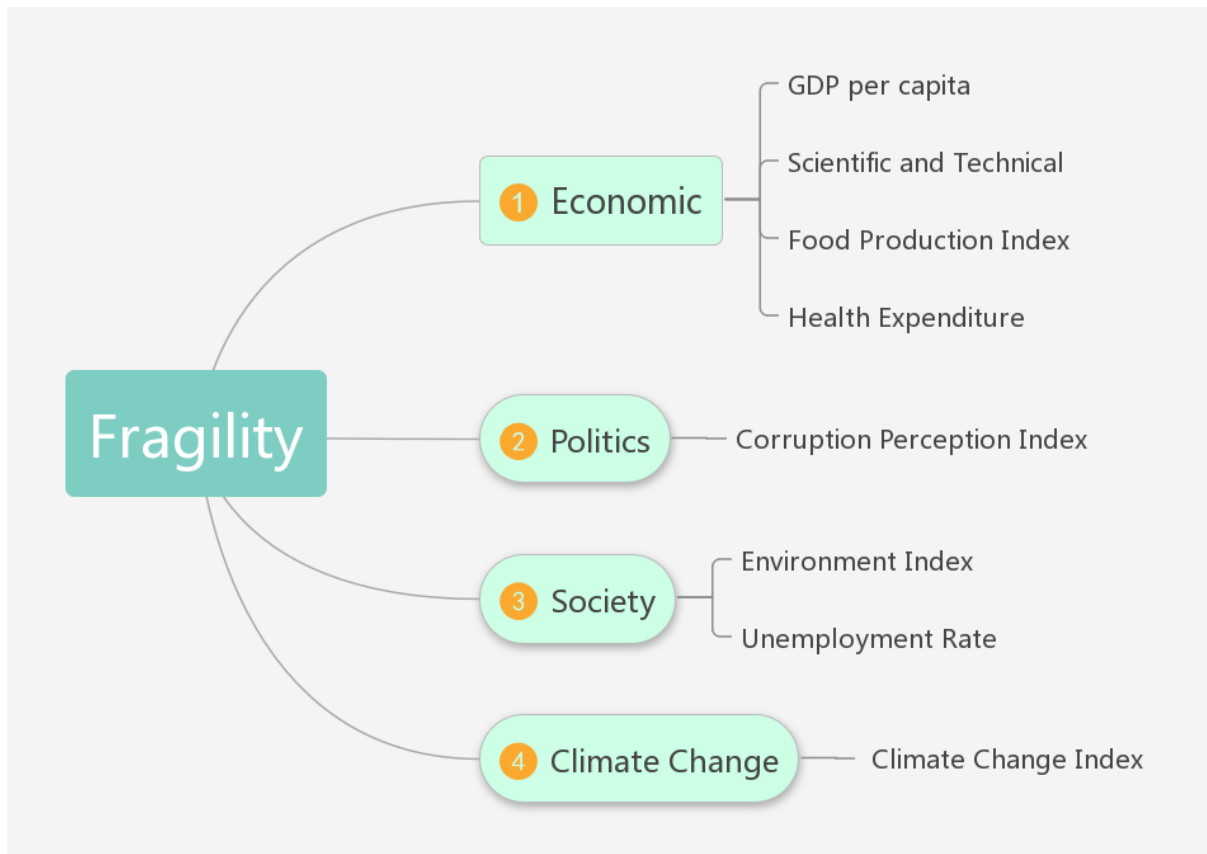 Fragility
1 Economic
GDP per capita
Scientific and Technical
Food Production Index
Health Expenditure
2 Politics
Corruption Perception Index
3 Society
Environment Index
Unemployment Rate
4 Climate Change
Climate Change Index